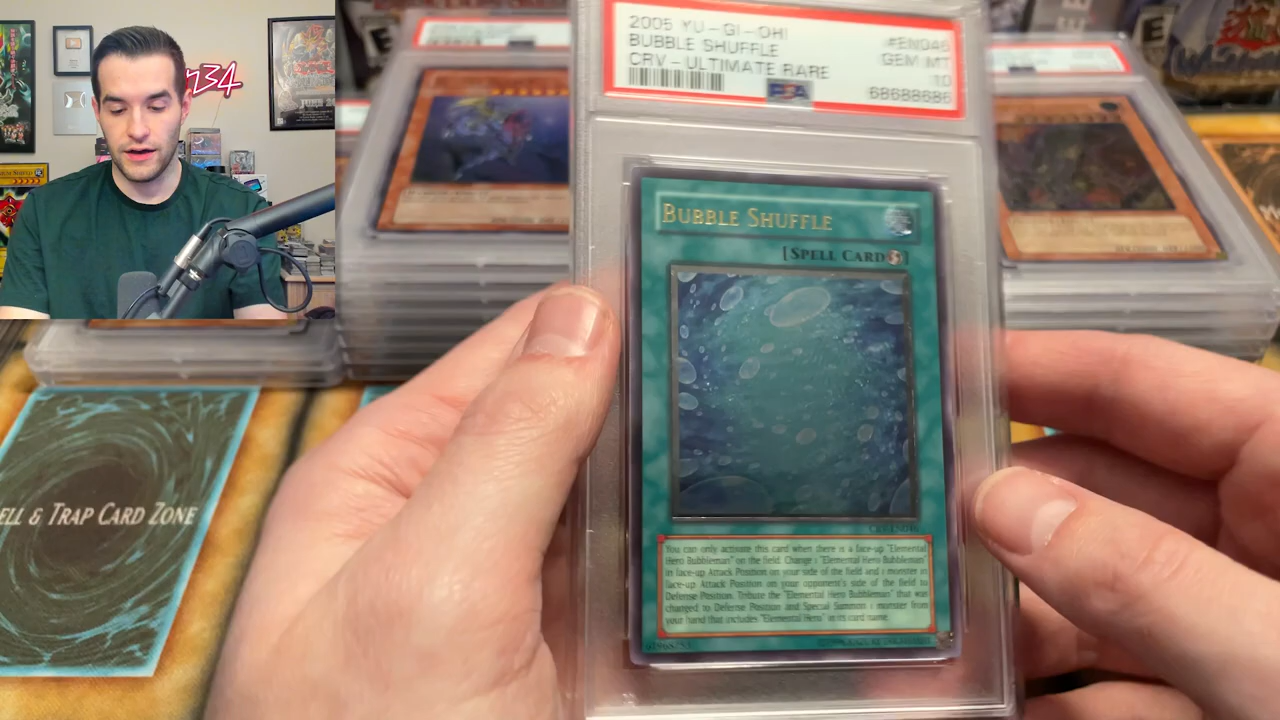 2005 YU-GI-OH! #EN046
BUBBLE SHUFFLE GEM MT
CRV - ULTIMATE RARE 10
PSA 68688686
BUBBLE SHUFFLE
[SPELL CARD]
CRV-EN046
You can only activate this card when there is a face-up "Elemental
Hero Bubbleman" on the field. Change 1 "Elemental Hero Bubbleman"
in face-up Attack Position on your side of the field and 1 monster in
face-up Attack Position on your opponent's side of the field to
Defense Position. Tribute the "Elemental Hero Bubbleman" that was
changed to Defense Position and Special Summon 1 monster from
your hand that includes "Elemental Hero" in its card name.
ELL & TRAP CARD ZONE
234